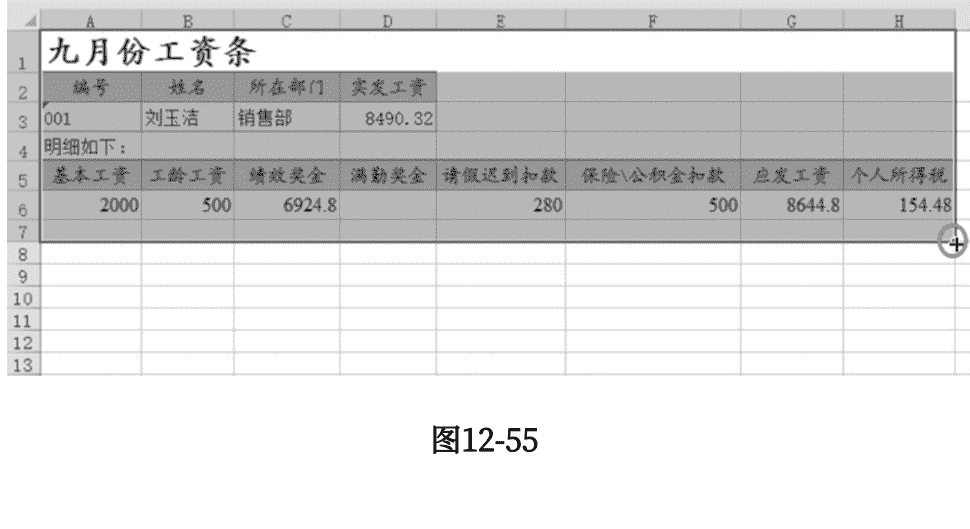 A B C D E F G H
1 九月份工资条
2 编号 姓名 所在部门 实发工资
3 001 刘玉洁 销售部 8490.32
4 明细如下：
5 基本工资 工龄工资 绩效奖金 满勤奖金 请假迟到扣款 保险\公积金扣款 应发工资 个人所得税
6 2000 500 6924.8 280 500 8644.8 154.48
7
8
9
10
11
12
13
图12-55